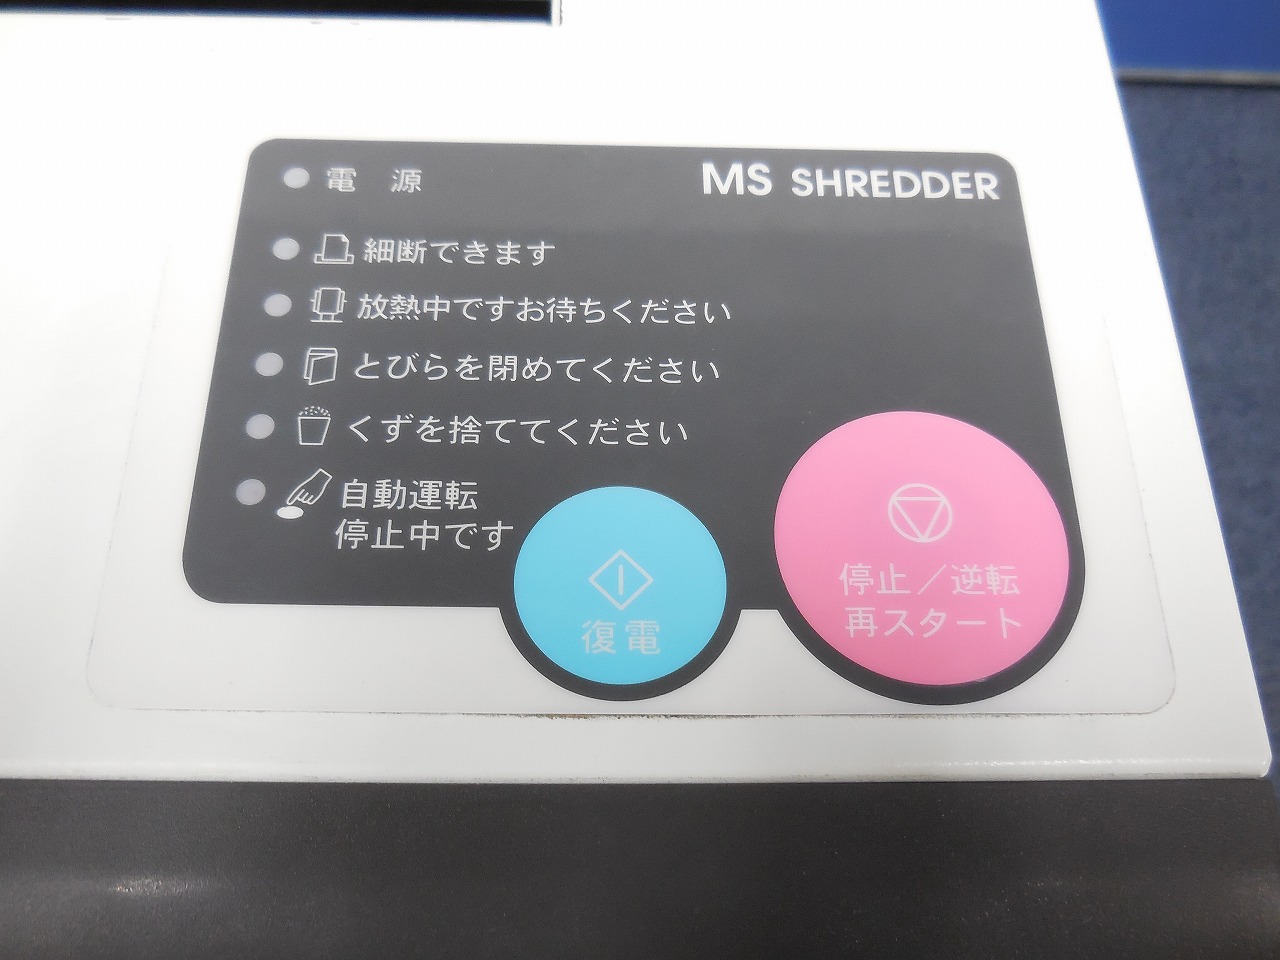 電 源
MS SHREDDER
細断できます
放熱中ですお待ちください
とびらを閉めてください
くずを捨ててください
自動運転
停止中です
復電
停止／逆転
再スタート